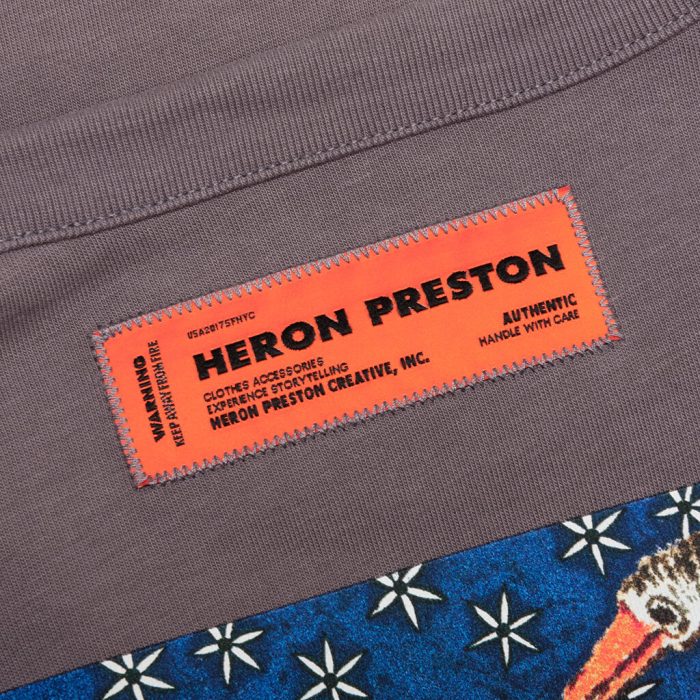 WARNING
KEEP AWAY FROM FIRE
USA2017SFNYC
HERON PRESTON
CLOTHES ACCESSORIES
EXPERIENCE STORYTELLING
HERON PRESTON CREATIVE, INC.
AUTHENTIC
HANDLE WITH CARE